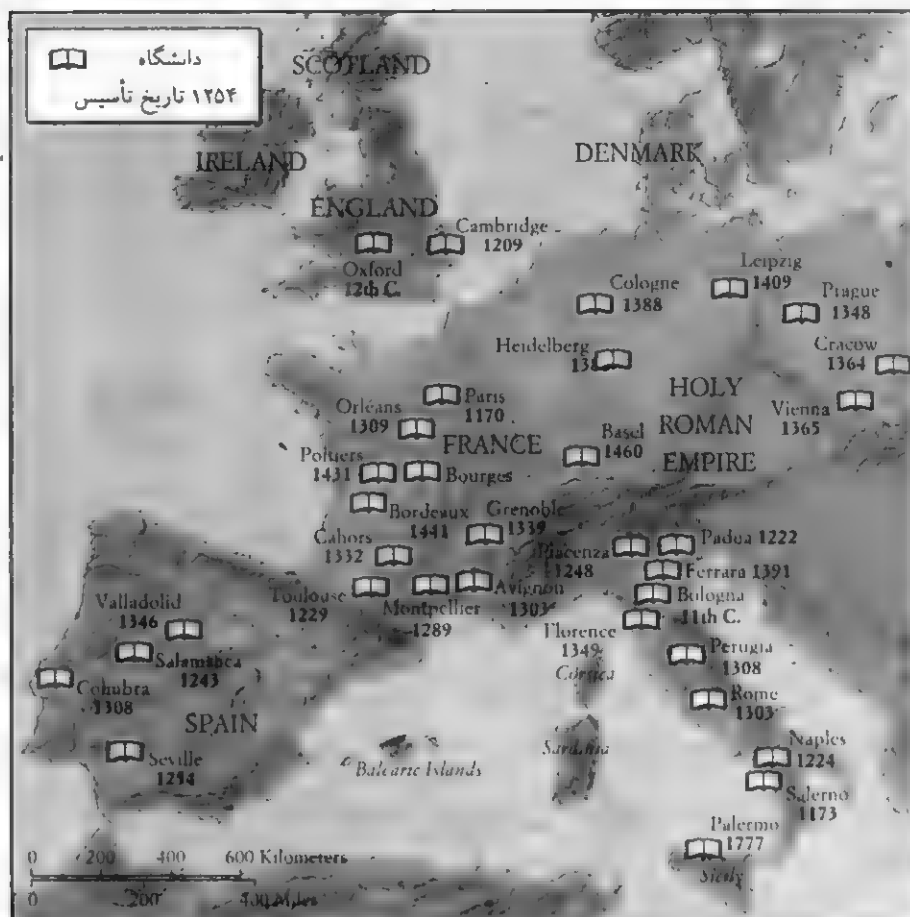 دانشگاه
۱۲۵۴ تاریخ تأسیس
SCOTLAND
IRELAND
DENMARK
ENGLAND
Cambridge
1209
Oxford
12th C.
Leipzig
1409
Cologne
1388
Prague
1348
Cracow
1364
Heidelberg
HOLY
ROMAN
EMPIRE
Vienna
1365
Paris
1170
Orléans
1309
FRANCE
Basel
1460
Poitiers
1431
Bourges
Bordeaux
1441
Grenoble
1339
Cahors
1332
Piacenza
1248
Padua 1222
Ferrara 1391
Bologna
11th C.
Toulouse
1229
Montpellier
1289
Avignon
1303
Florence
1349
Valladolid
1346
Salamanca
1243
Perugia
1308
Corsica
1308
Rome
1303
SPAIN
Seville
1254
Sardinia
Balearic Islands
Naples
1224
Salerno
1173
Palermo
1777
Sicily
0 200 400 600 Kilometers
0 200 400 Miles